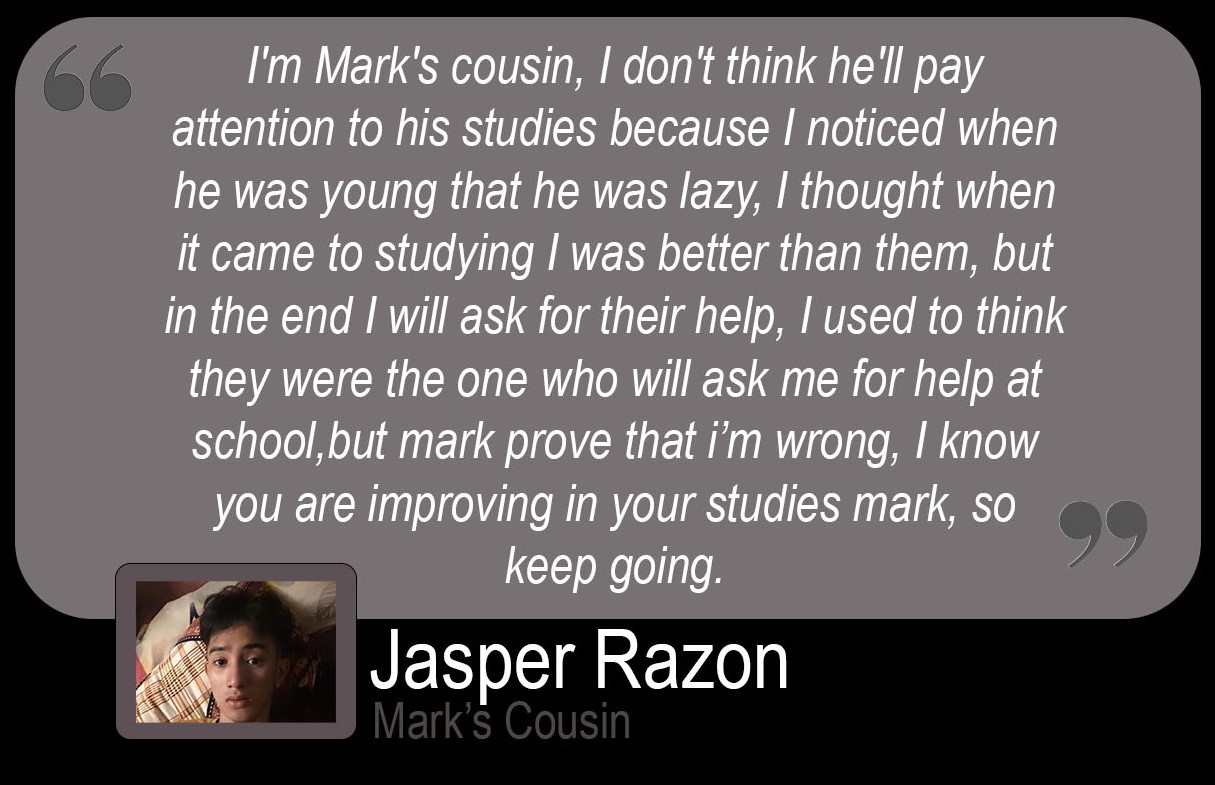 I'm Mark's cousin, I don't think he'll pay
attention to his studies because I noticed when
he was young that he was lazy, I thought when
it came to studying I was better than them, but
in the end I will ask for their help, I used to think
they were the one who will ask me for help at
school,but mark prove that i’m wrong, I know
you are improving in your studies mark, so
keep going.
Jasper Razon
Mark’s Cousin